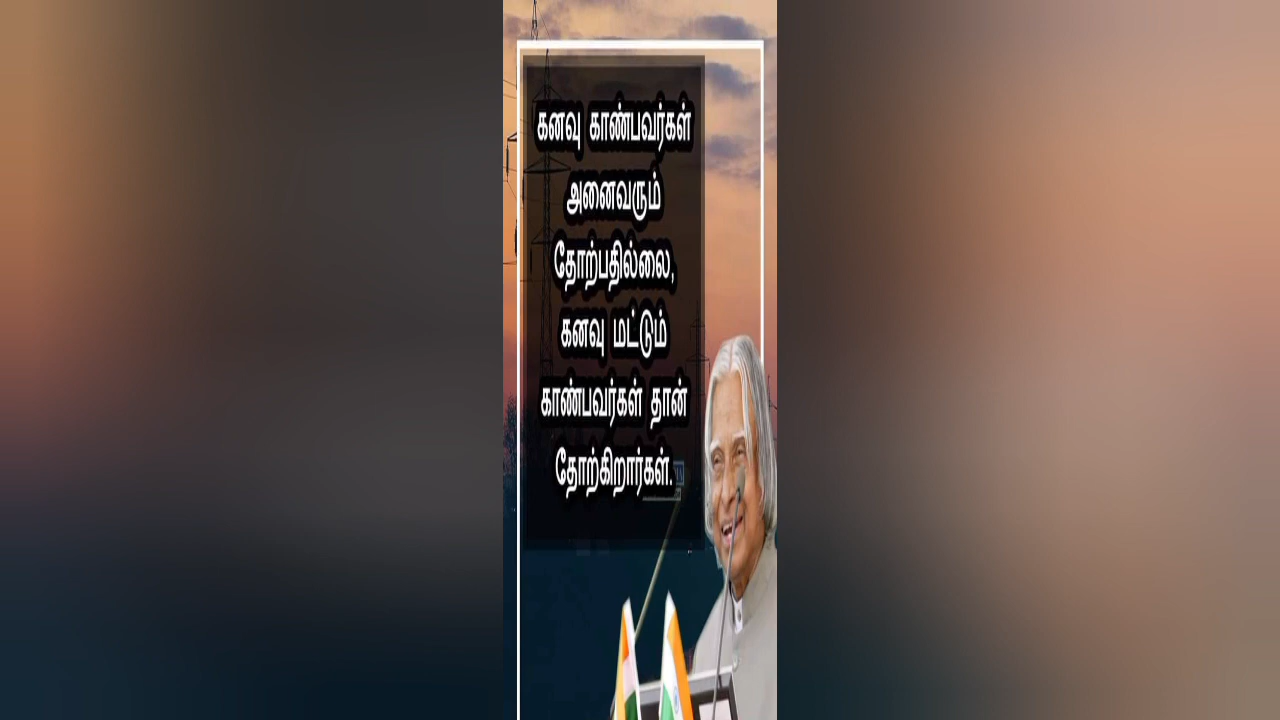 கனவு காண்பவர்கள்
அனைவரும்
தோற்பதில்லை,
கனவு மட்டும்
காண்பவர்கள் தான்
தோற்கிறார்கள்.